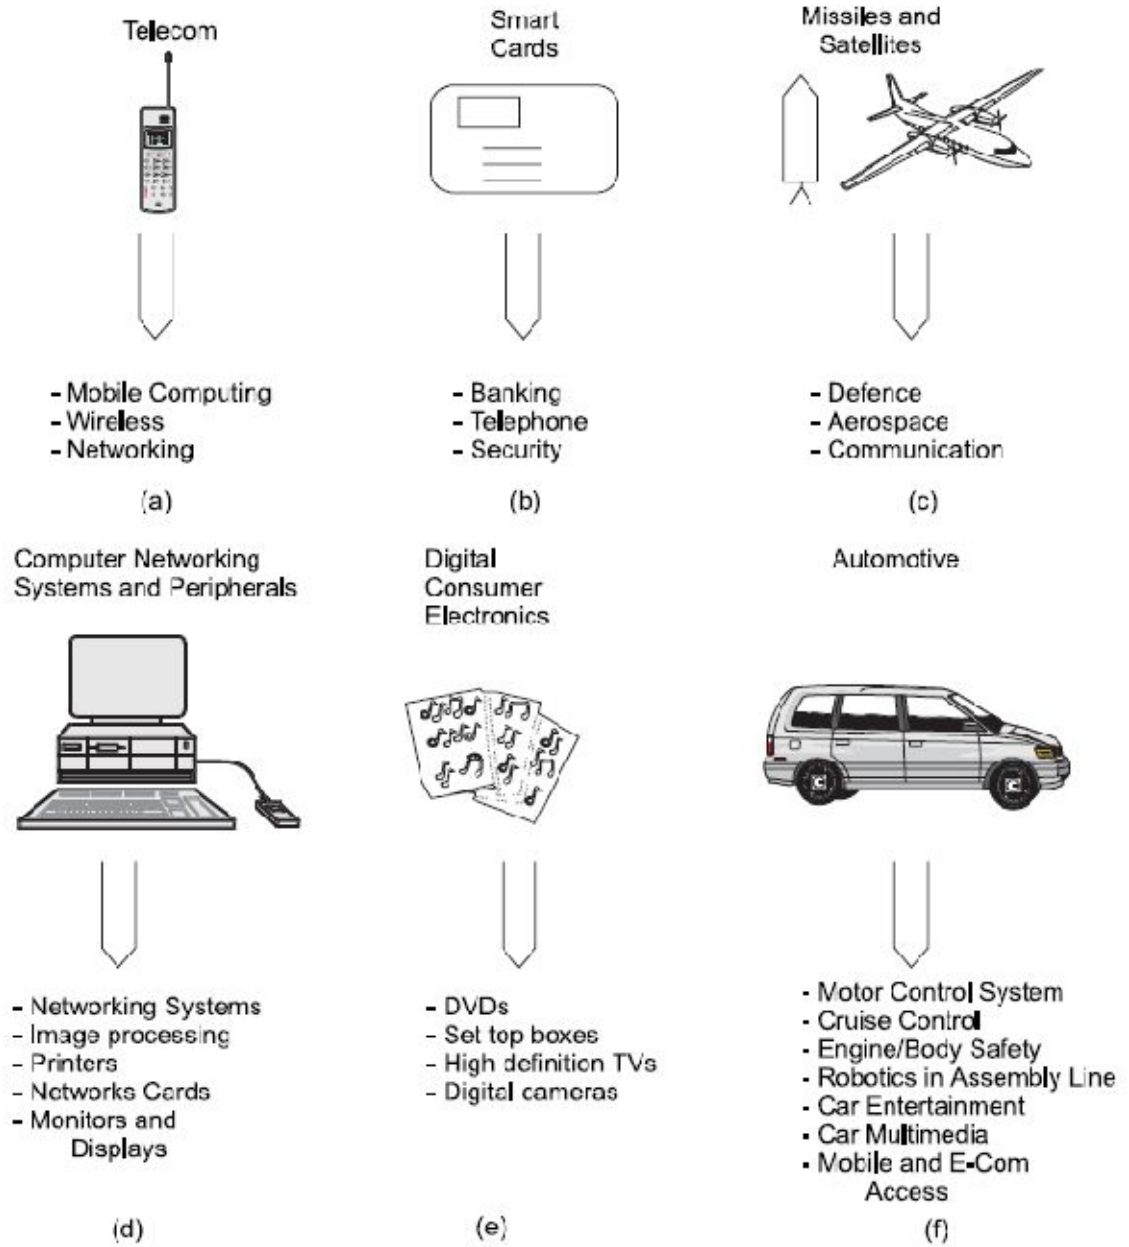 Telecom
Smart
Cards
Missiles and
Satellites
- Mobile Computing
- Wireless
- Networking
(a)
- Banking
- Telephone
- Security
(b)
- Defence
- Aerospace
- Communication
(c)
Computer Networking
Systems and Peripherals
Digital
Consumer
Electronics
Automotive
- Networking Systems
- Image processing
- Printers
- Networks Cards
- Monitors and
Displays
(d)
- DVDs
- Set top boxes
- High definition TVs
- Digital cameras
(e)
- Motor Control System
- Cruise Control
- Engine/Body Safety
- Robotics in Assembly Line
- Car Entertainment
- Car Multimedia
- Mobile and E-Com
Access
(f)